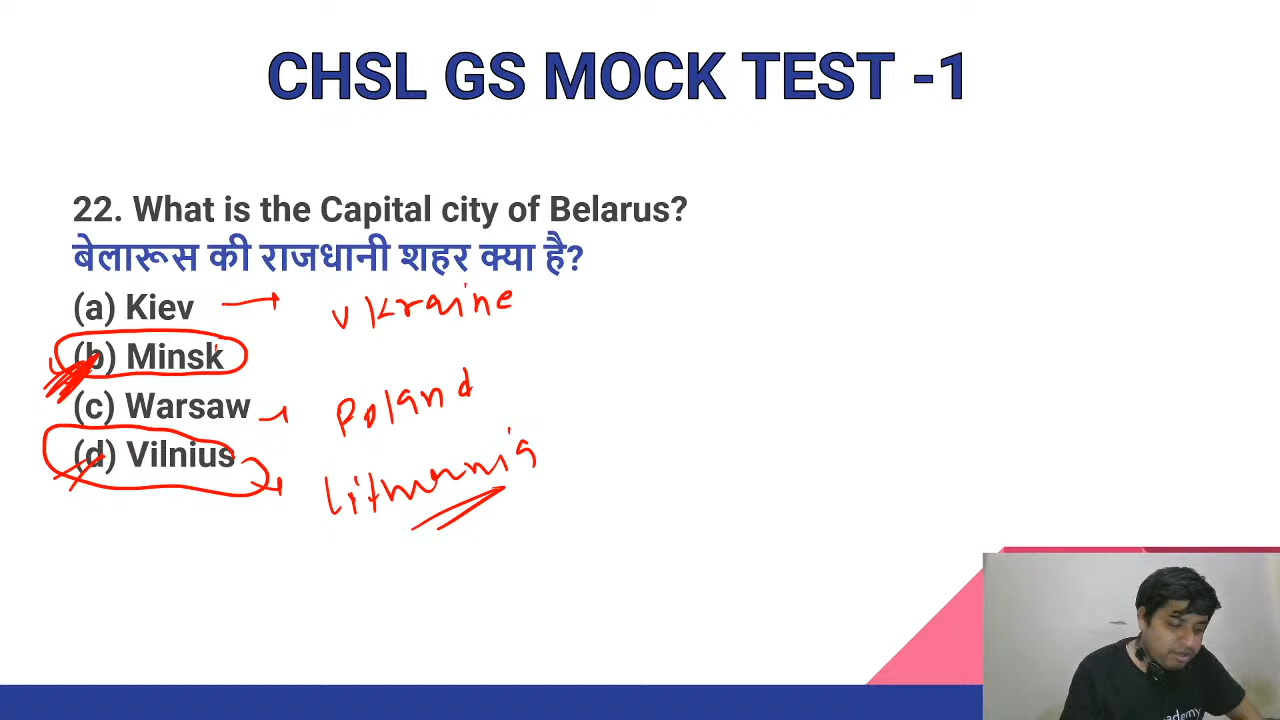 CHSL GS MOCK TEST -1
22. What is the Capital city of Belarus?
बेलारूस की राजधानी शहर क्या है?
(a) Kiev → Ukraine
(b) Minsk
(c) Warsaw → Poland
(d) Vilnius →